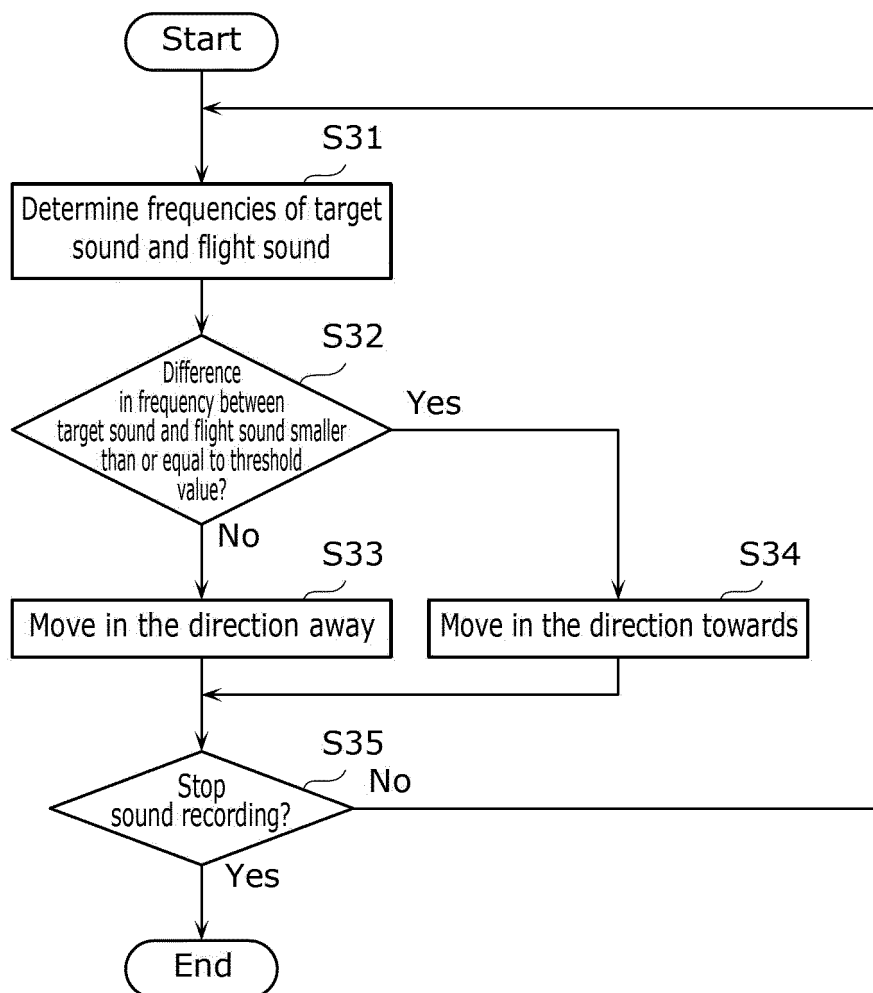 Start
S31
Determine frequencies of target
sound and flight sound
S32
Difference
in frequency between
target sound and flight sound smaller
than or equal to threshold
value?
Yes
No
S33
S34
Move in the direction away
Move in the direction towards
S35
Stop
sound recording?
No
Yes
End